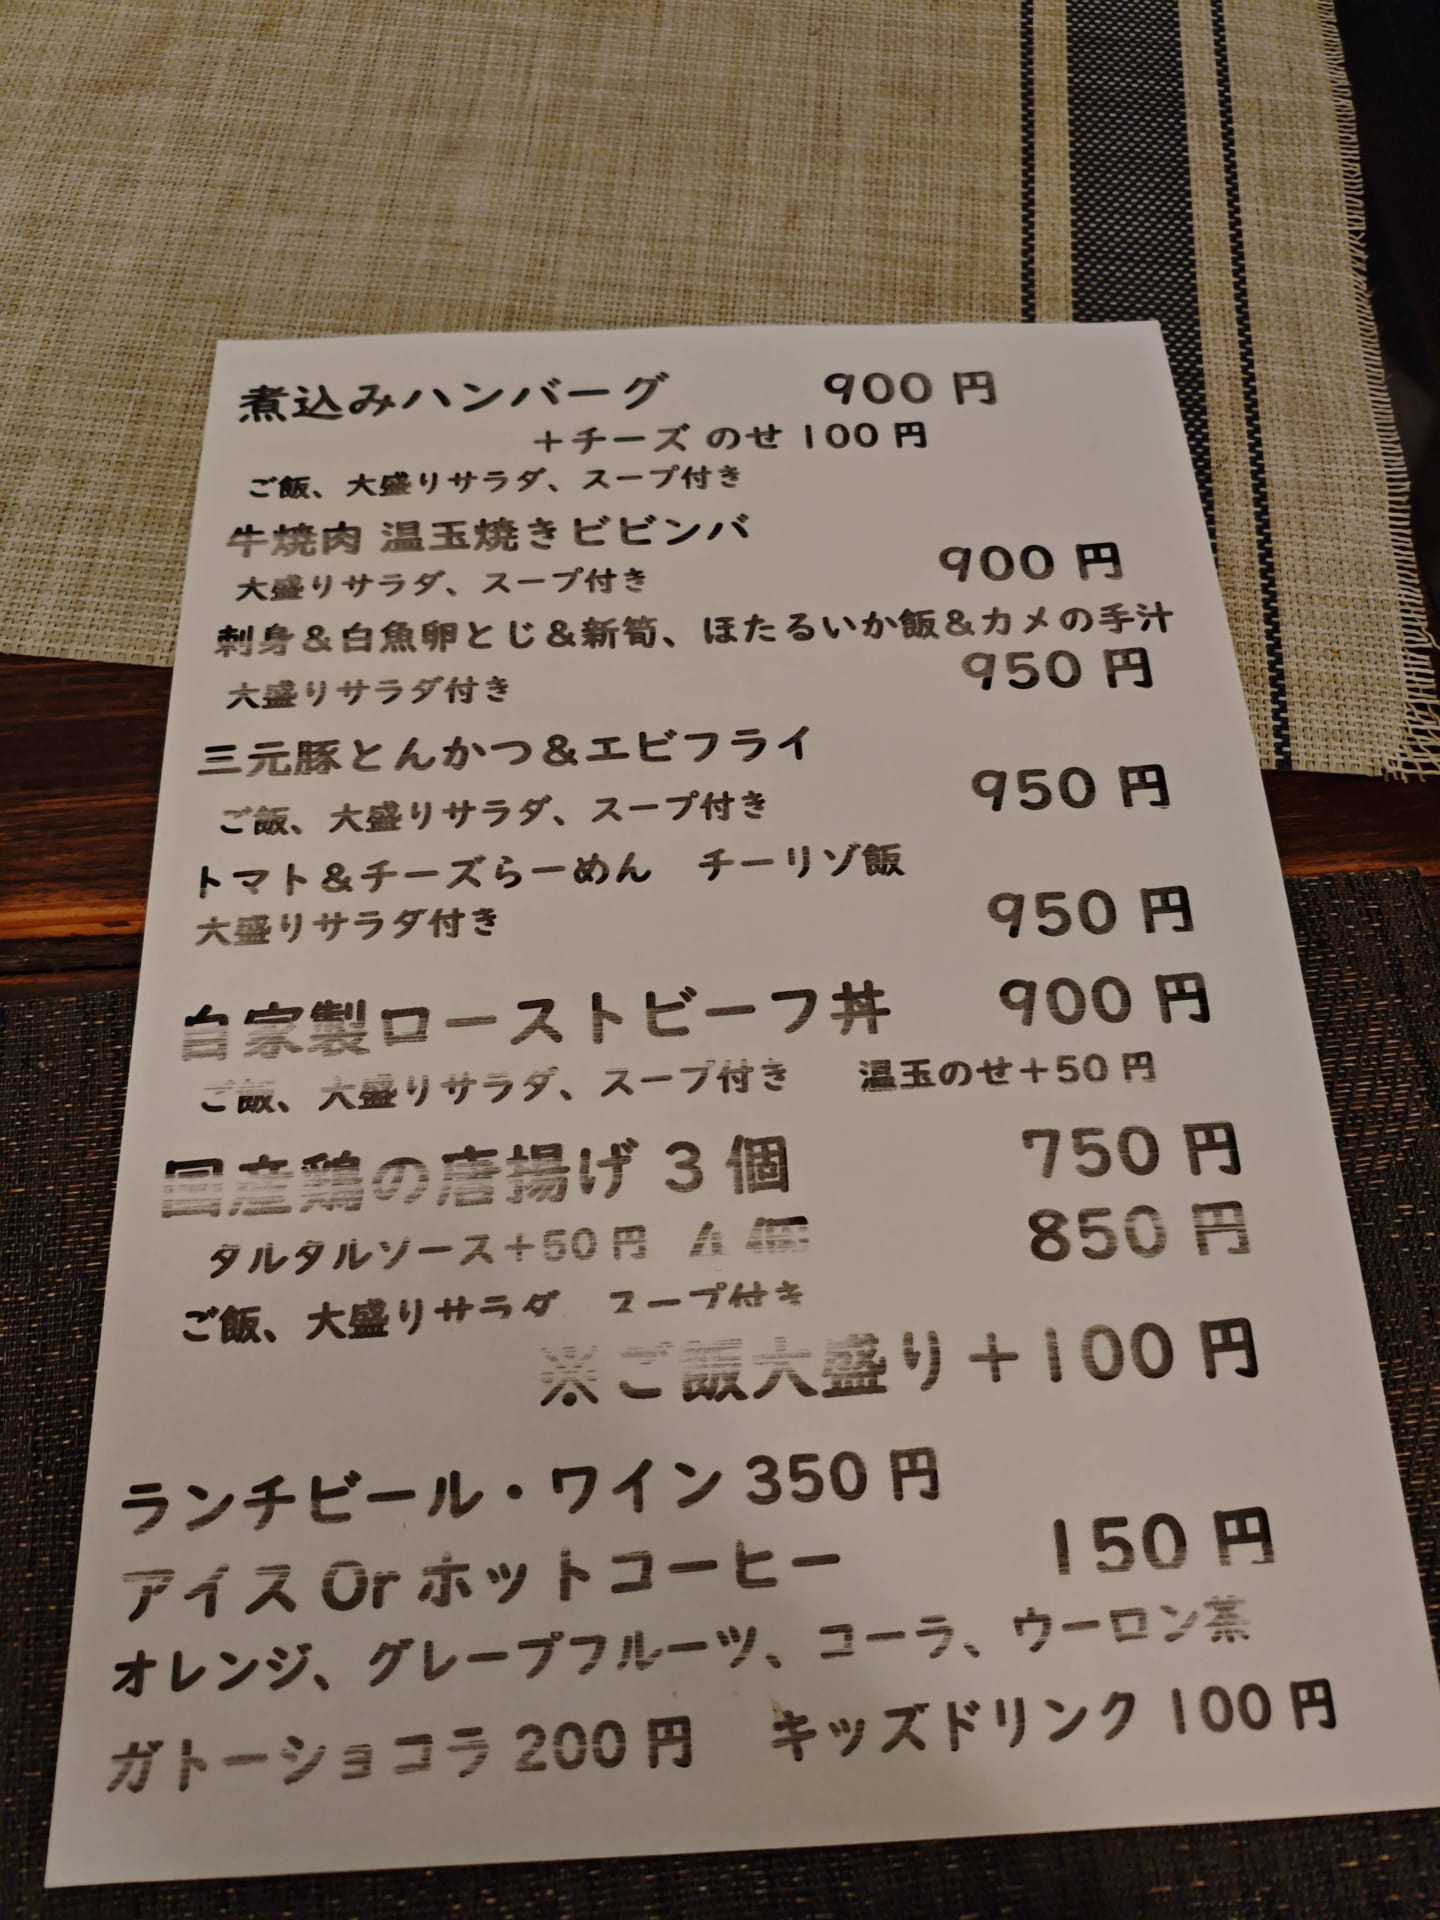 煮込みハンバーグ 900円
＋チーズ のせ 100円
ご飯、大盛りサラダ、スープ付き
牛焼肉 温玉焼きビビンバ
900円
大盛りサラダ、スープ付き
刺身＆白魚卵とじ＆新筍、ほたるいか飯＆カメの手汁
950円
大盛りサラダ付き
三元豚とんかつ＆エビフライ
950円
ご飯、大盛りサラダ、スープ付き
トマト＆チーズらーめん チーリゾ飯
950円
大盛りサラダ付き
自家製ローストビーフ丼 900円
ご飯、大盛りサラダ、スープ付き 温玉のせ＋50円
国産鶏の唐揚げ 3個 750円
タルタルソース＋50円 4個 850円
ご飯、大盛りサラダ スープ付き
※ご飯大盛り＋100円
ランチビール・ワイン 350円
アイス Or ホットコーヒー 150円
オレンジ、グレープフルーツ、コーラ、ウーロン茶
ガトーショコラ 200円 キッズドリンク 100円